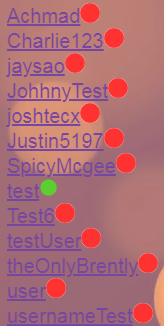 Achmad
Charlie123
jaysao
JohhnyTest
joshtecx
Justin5197
SpicyMcgee
test
Test6
testUser
theOnlyBrently
user
usernameTest